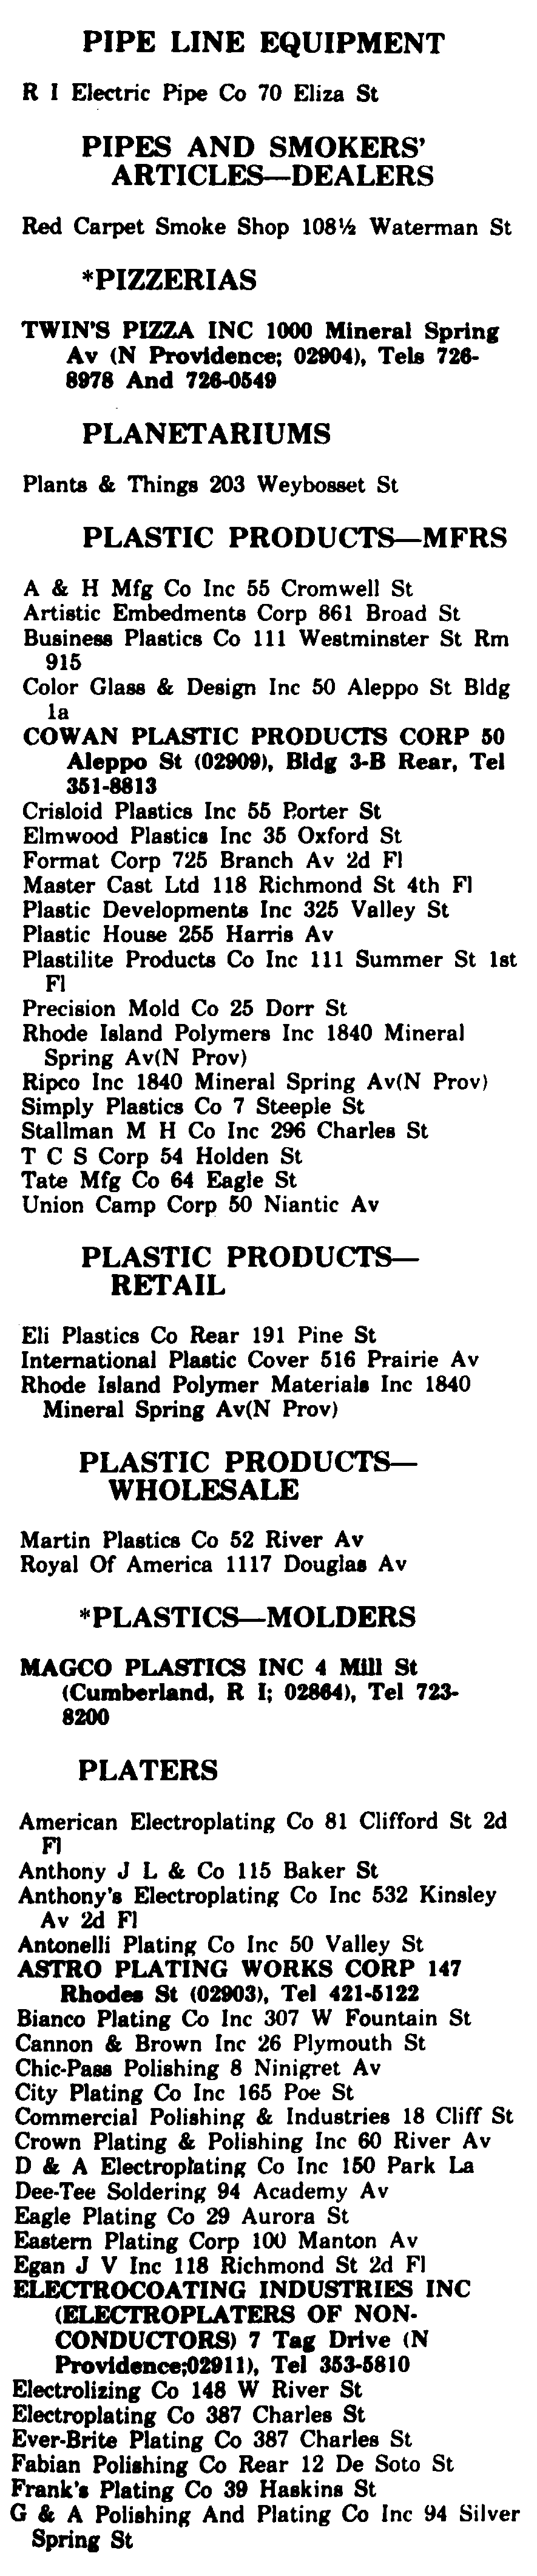 PIPE LINE EQUIPMENT
R I Electric Pipe Co 70 Eliza St
PIPES AND SMOKERS'
ARTICLES—DEALERS
Red Carpet Smoke Shop 108½ Waterman St
*PIZZERIAS
TWIN'S PIZZA INC 1000 Mineral Spring
Av (N Providence; 02904), Tels 726-
8978 And 726-0549
PLANETARIUMS
Plants & Things 203 Weybosset St
PLASTIC PRODUCTS—MFRS
A & H Mfg Co Inc 55 Cromwell St
Artistic Embedments Corp 861 Broad St
Business Plastics Co 111 Westminster St Rm
915
Color Glass & Design Inc 50 Aleppo St Bldg
1a
COWAN PLASTIC PRODUCTS CORP 50
Aleppo St (02909), Bldg 3-B Rear, Tel
351-8813
Crisloid Plastics Inc 55 Porter St
Elmwood Plastics Inc 35 Oxford St
Format Corp 725 Branch Av 2d Fl
Master Cast Ltd 118 Richmond St 4th Fl
Plastic Developments Inc 325 Valley St
Plastic House 255 Harris Av
Plastilite Products Co Inc 111 Summer St 1st
Fl
Precision Mold Co 25 Dorr St
Rhode Island Polymers Inc 1840 Mineral
Spring Av(N Prov)
Ripco Inc 1840 Mineral Spring Av(N Prov)
Simply Plastics Co 7 Steeple St
Stallman M H Co Inc 296 Charles St
T C S Corp 54 Holden St
Tate Mfg Co 64 Eagle St
Union Camp Corp 50 Niantic Av
PLASTIC PRODUCTS—
RETAIL
Eli Plastics Co Rear 191 Pine St
International Plastic Cover 516 Prairie Av
Rhode Island Polymer Materials Inc 1840
Mineral Spring Av(N Prov)
PLASTIC PRODUCTS—
WHOLESALE
Martin Plastics Co 52 River Av
Royal Of America 1117 Douglas Av
*PLASTICS—MOLDERS
MAGCO PLASTICS INC 4 Mill St
(Cumberland, R I; 02864), Tel 723-
8200
PLATERS
American Electroplating Co 81 Clifford St 2d
Fl
Anthony J L & Co 115 Baker St
Anthony's Electroplating Co Inc 532 Kinsley
Av 2d Fl
Antonelli Plating Co Inc 50 Valley St
ASTRO PLATING WORKS CORP 147
Rhodes St (02903), Tel 421-5122
Bianco Plating Co Inc 307 W Fountain St
Cannon & Brown Inc 26 Plymouth St
Chic-Pass Polishing 8 Ninigret Av
City Plating Co Inc 165 Poe St
Commercial Polishing & Industries 18 Cliff St
Crown Plating & Polishing Inc 60 River Av
D & A Electroplating Co Inc 150 Park La
Dee-Tee Soldering 94 Academy Av
Eagle Plating Co 29 Aurora St
Eastern Plating Corp 100 Manton Av
Egan J V Inc 118 Richmond St 2d Fl
ELECTROCOATING INDUSTRIES INC
(ELECTROPLATERS OF NON-
CONDUCTORS) 7 Tag Drive (N
Providence;02911), Tel 353-5810
Electrolizing Co 148 W River St
Electroplating Co 387 Charles St
Ever-Brite Plating Co 387 Charles St
Fabian Polishing Co Rear 12 De Soto St
Frank's Plating Co 39 Haskins St
G & A Polishing And Plating Co Inc 94 Silver
Spring St